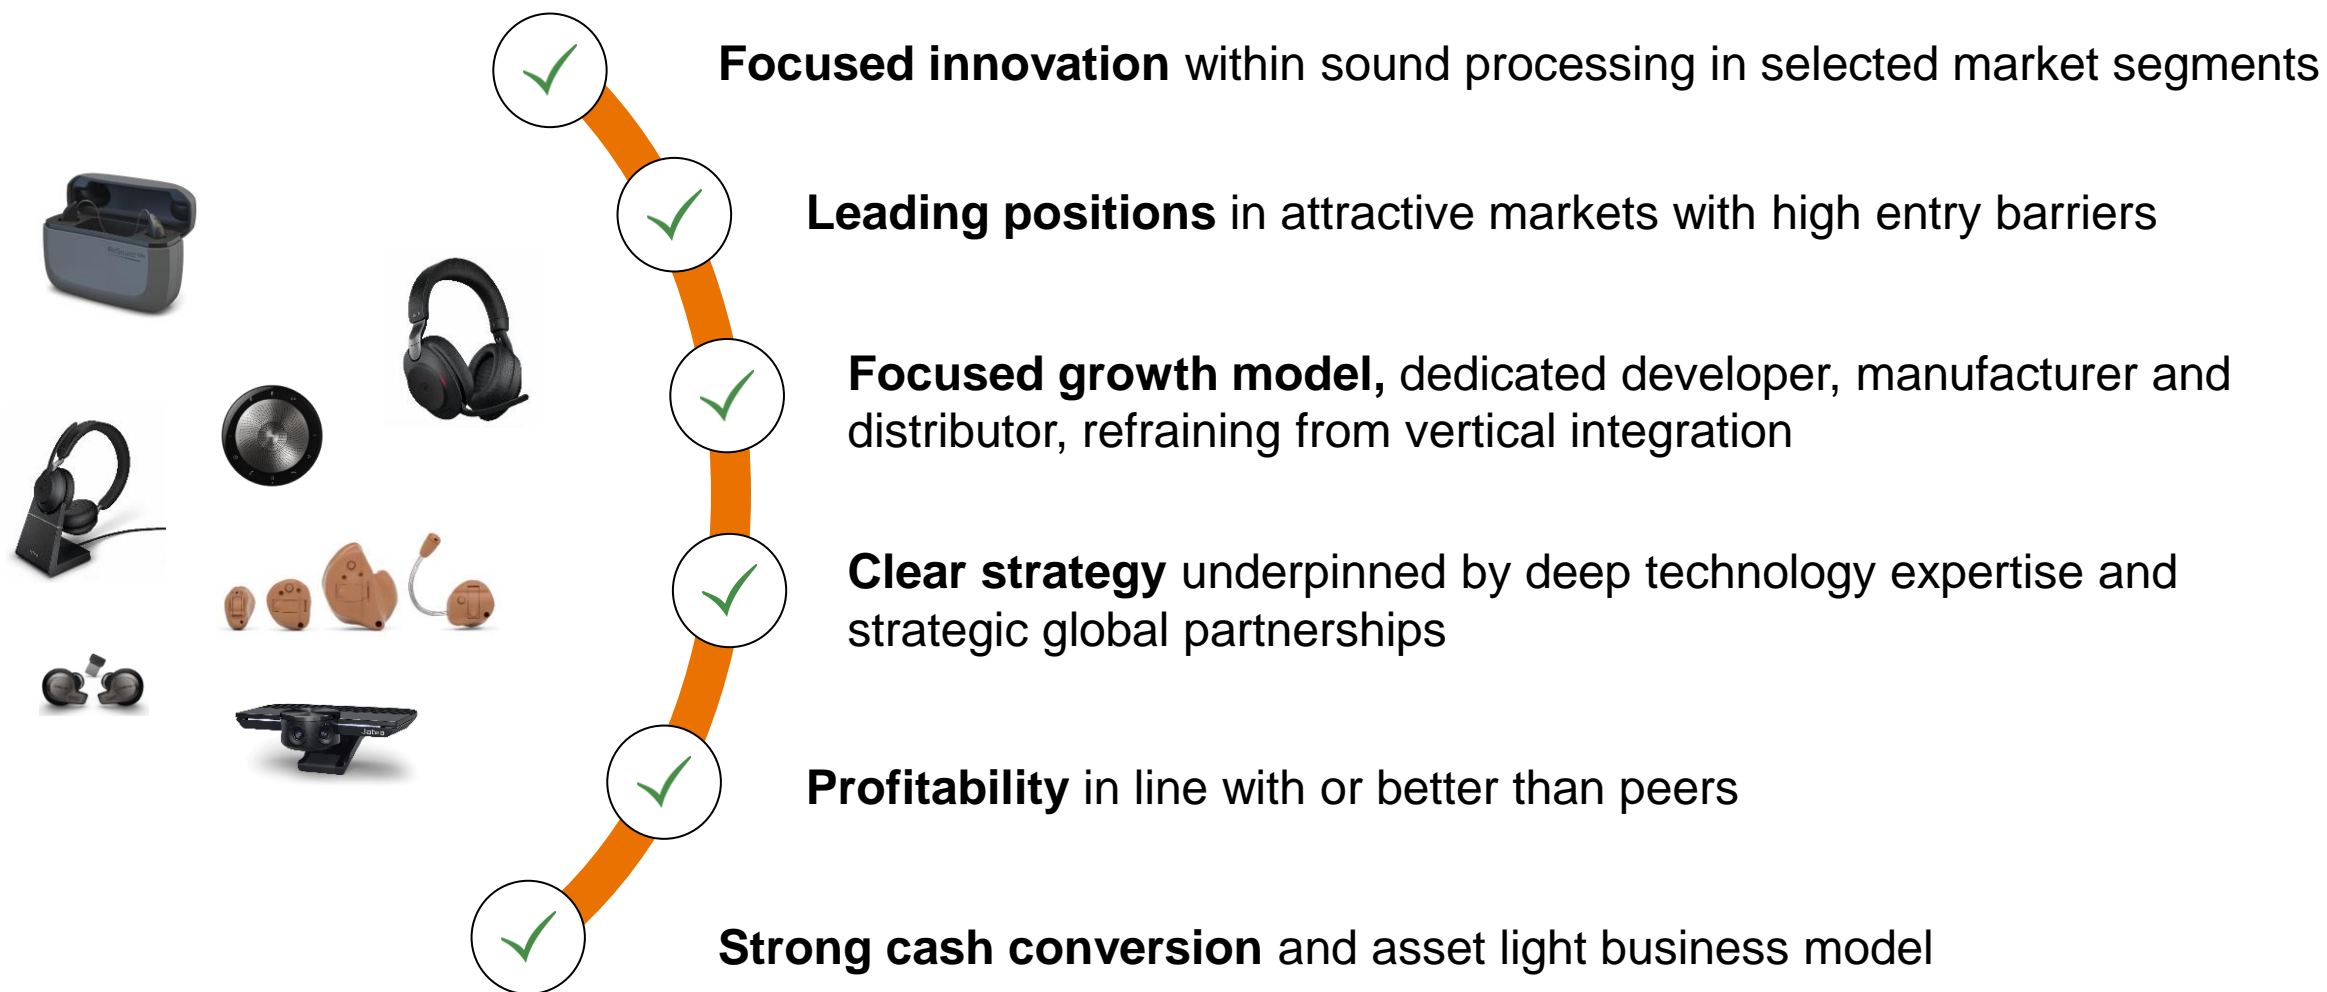 Focused innovation within sound processing in selected market segments
Leading positions in attractive markets with high entry barriers
Focused growth model, dedicated developer, manufacturer and
distributor, refraining from vertical integration
Clear strategy underpinned by deep technology expertise and
strategic global partnerships
Jabra
Profitability in line with or better than peers
Strong cash conversion and asset light business model